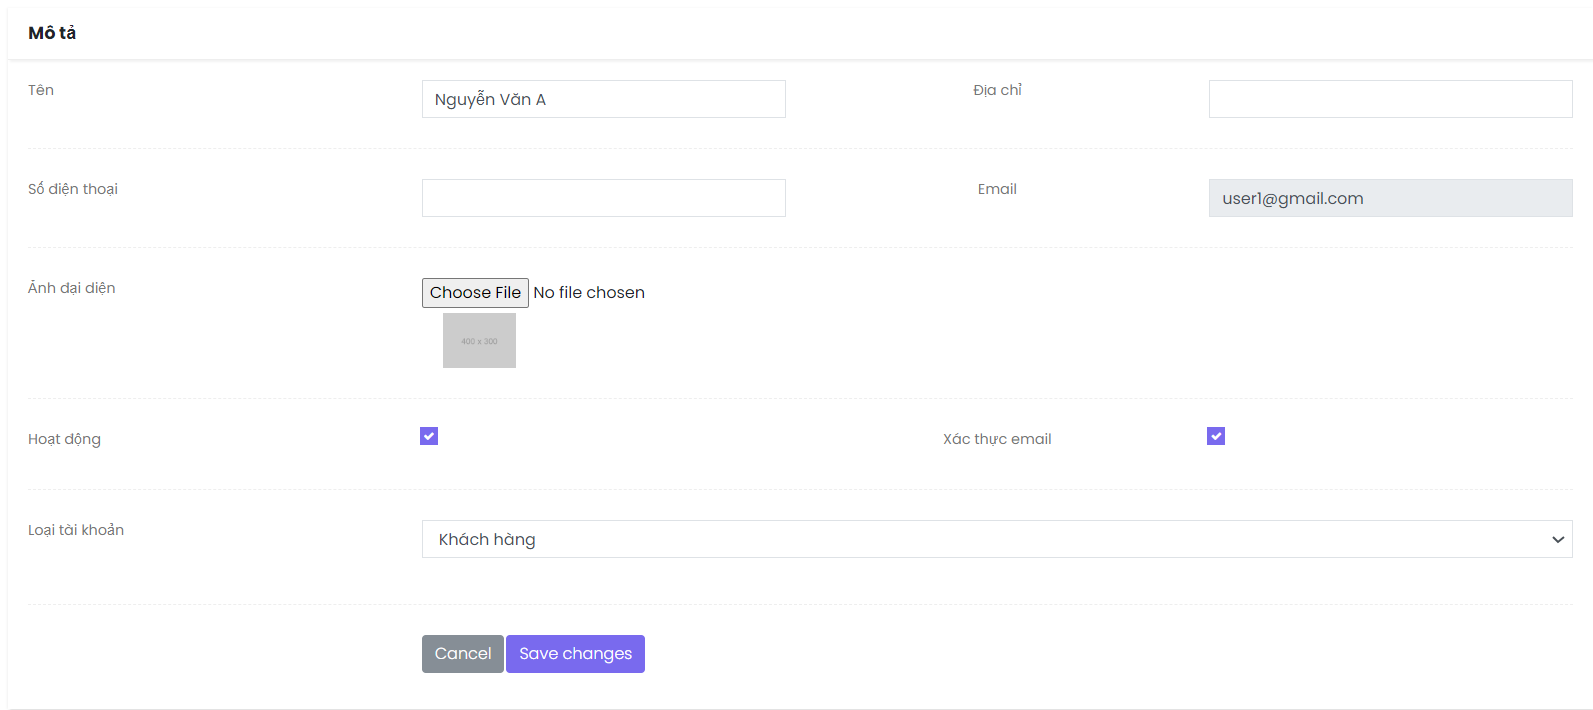 Mô tả
Tên
Nguyễn Văn A
Địa chỉ
Số điện thoại
Email
user1@gmail.com
Ảnh đại diện
Choose File No file chosen
400 x 300
Hoạt động
Xác thực email
Loại tài khoản
Khách hàng
Cancel
Save changes